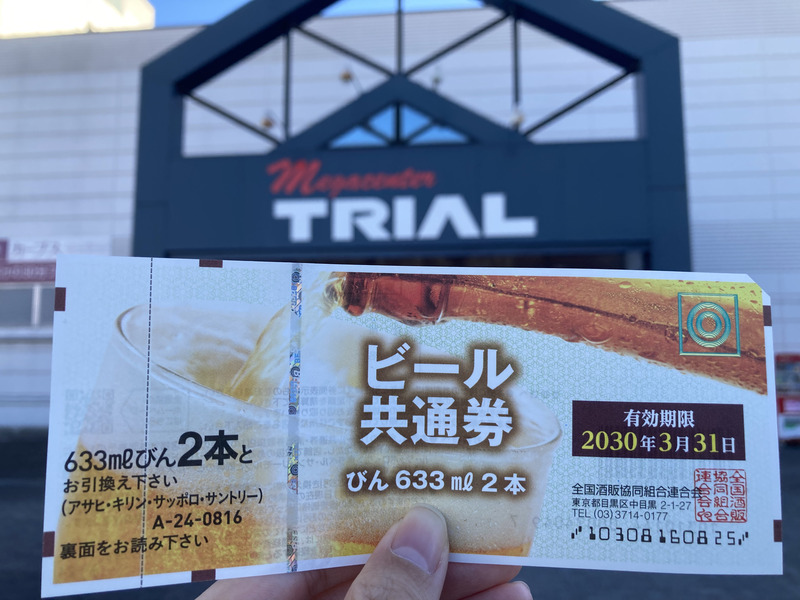 Megacenter
TRIAL
ビール
共通券
びん633㎖2本
有効期限
2030年3月31日
全国酒販協同組合連合会
東京都目黒区中目黒2-1-27
TEL (03)3714-0177
全国酒販
協同組合
連合会
10308160825
633㎖びん2本と
お引換え下さい
(アサヒ・キリン・サッポロ・サントリー)
A-24-0816
裏面をお読み下さい